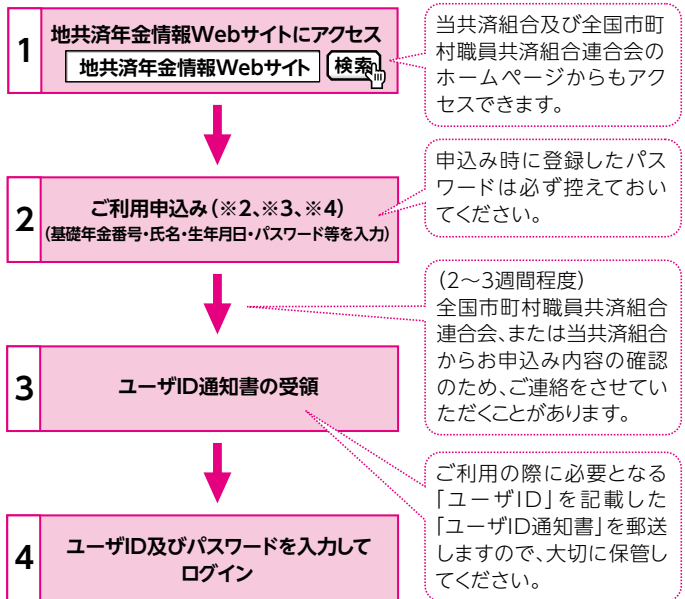 1
地共済年金情報Webサイトにアクセス
地共済年金情報Webサイト 検索
当共済組合及び全国市町
村職員共済組合連合会の
ホームページからもアク
セスできます。
2
ご利用申込み(※2、※3、※4)
(基礎年金番号・氏名・生年月日・パスワード等を入力)
申込み時に登録したパス
ワードは必ず控えておい
てください。
(2〜3週間程度)
全国市町村職員共済組合
連合会、または当共済組合
からお申込み内容の確認
のため、ご連絡をさせてい
ただくことがあります。
3
ユーザID通知書の受領
ご利用の際に必要となる
「ユーザID」を記載した
「ユーザID通知書」を郵送
しますので、大切に保管し
てください。
4
ユーザID及びパスワードを入力して
ログイン